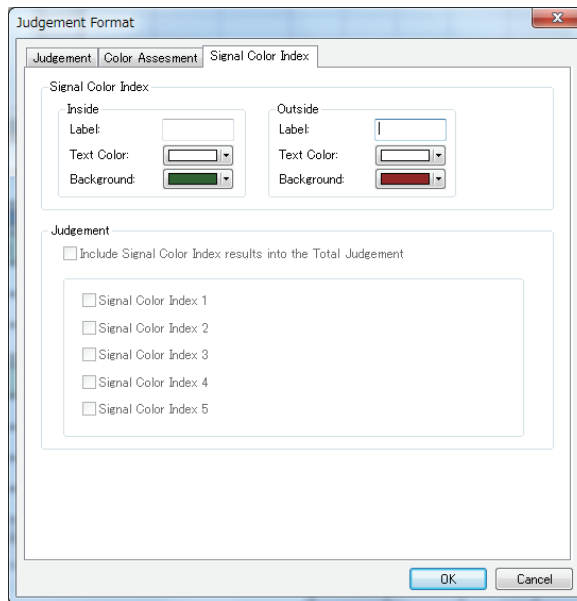 Judgement Format
Judgement Color Assesment Signal Color Index
Signal Color Index
Inside Outside
Label: Label:
Text Color: Text Color:
Background: Background:
Judgement
Include Signal Color Index results into the Total Judgement
Signal Color Index 1
Signal Color Index 2
Signal Color Index 3
Signal Color Index 4
Signal Color Index 5
OK Cancel